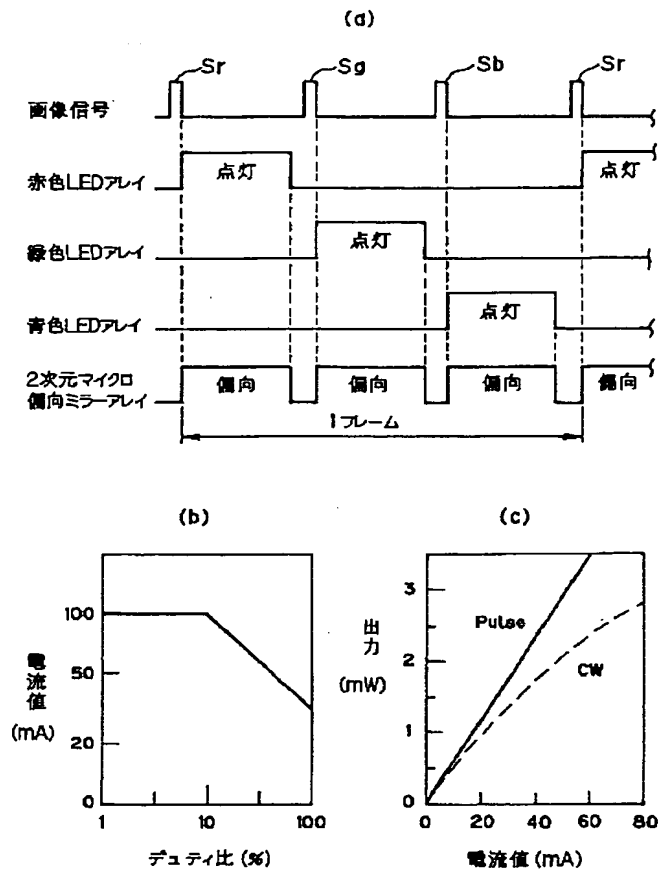 (a)
Sr Sg Sb Sr
画像信号
赤色LEDアレイ 点灯 点灯
緑色LEDアレイ 点灯
青色LEDアレイ 点灯
2次元マイクロ
偏向ミラーアレイ 偏向 偏向 偏向 偏向
1フレーム
(b)
100
50
20
0
電流値
(mA)
1 10 100
デュティ比(%)
(c)
3
2
1
0
出力
(mW)
Pulse
CW
0 20 40 60 80
電流値(mA)